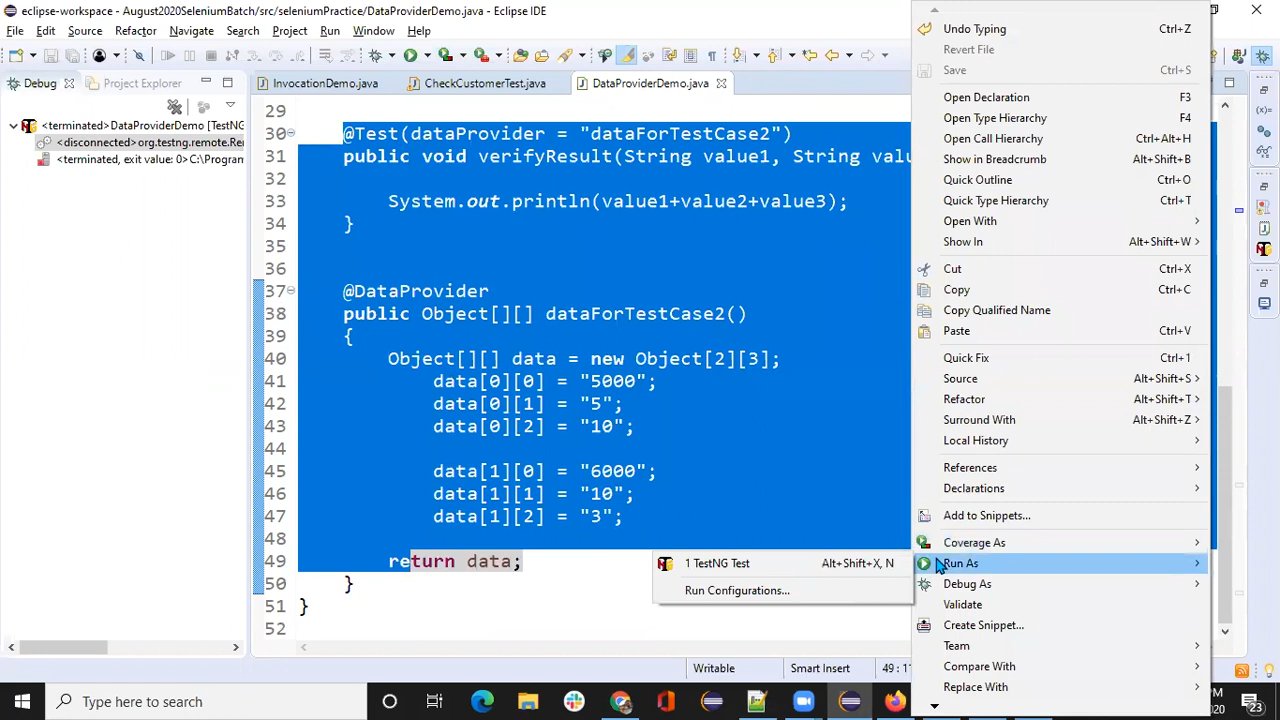 eclipse-workspace - August2020SeleniumBatch/src/seleniumPractice/DataProviderDemo.java - Eclipse IDE
File Edit Source Refactor Navigate Search Project Run Window Help
Debug Project Explorer InvocationDemo.java CheckCustomerTest.java DataProviderDemo.java
<terminated>DataProviderDemo [TestNG
<disconnected> org.testng.remote.Re
<terminated, exit value: 0>C:\Program
29
30 @Test(dataProvider = "dataForTestCase2")
31 public void verifyResult(String value1, String valu
32
33 System.out.println(value1+value2+value3);
34 }
35
36
37 @DataProvider
38 public Object[][] dataForTestCase2()
39 {
40 Object[][] data = new Object[2][3];
41 data[0][0] = "5000";
42 data[0][1] = "5";
43 data[0][2] = "10";
44
45 data[1][0] = "6000";
46 data[1][1] = "10";
47 data[1][2] = "3";
48
49 return data;
50 }
51 }
52
1 TestNG Test Alt+Shift+X, N
Run Configurations...
Undo Typing Ctrl+Z
Revert File
Save Ctrl+S
Open Declaration F3
Open Type Hierarchy F4
Open Call Hierarchy Ctrl+Alt+H
Show in Breadcrumb Alt+Shift+B
Quick Outline Ctrl+O
Quick Type Hierarchy Ctrl+T
Open With
Show In Alt+Shift+W
Cut Ctrl+X
Copy Ctrl+C
Copy Qualified Name
Paste Ctrl+V
Quick Fix Ctrl+1
Source Alt+Shift+S
Refactor Alt+Shift+T
Surround With Alt+Shift+Z
Local History
References
Declarations
Add to Snippets...
Coverage As
Run As
Debug As
Validate
Create Snippet...
Team
Compare With
Replace With
Writable Smart Insert 49 : 1
Type here to search
PM
2020
23